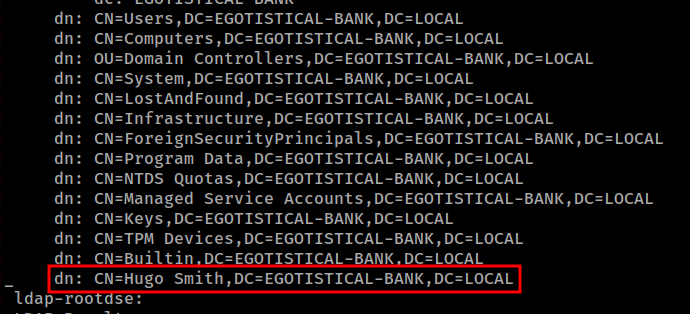 dc: EGOTISTICAL-BANK
dn: CN=Users,DC=EGOTISTICAL-BANK,DC=LOCAL
dn: CN=Computers,DC=EGOTISTICAL-BANK,DC=LOCAL
dn: OU=Domain Controllers,DC=EGOTISTICAL-BANK,DC=LOCAL
dn: CN=System,DC=EGOTISTICAL-BANK,DC=LOCAL
dn: CN=LostAndFound,DC=EGOTISTICAL-BANK,DC=LOCAL
dn: CN=Infrastructure,DC=EGOTISTICAL-BANK,DC=LOCAL
dn: CN=ForeignSecurityPrincipals,DC=EGOTISTICAL-BANK,DC=LOCAL
dn: CN=Program Data,DC=EGOTISTICAL-BANK,DC=LOCAL
dn: CN=NTDS Quotas,DC=EGOTISTICAL-BANK,DC=LOCAL
dn: CN=Managed Service Accounts,DC=EGOTISTICAL-BANK,DC=LOCAL
dn: CN=Keys,DC=EGOTISTICAL-BANK,DC=LOCAL
dn: CN=TPM Devices,DC=EGOTISTICAL-BANK,DC=LOCAL
dn: CN=Builtin,DC=EGOTISTICAL-BANK,DC=LOCAL
_ dn: CN=Hugo Smith,DC=EGOTISTICAL-BANK,DC=LOCAL
ldap-rootdse: